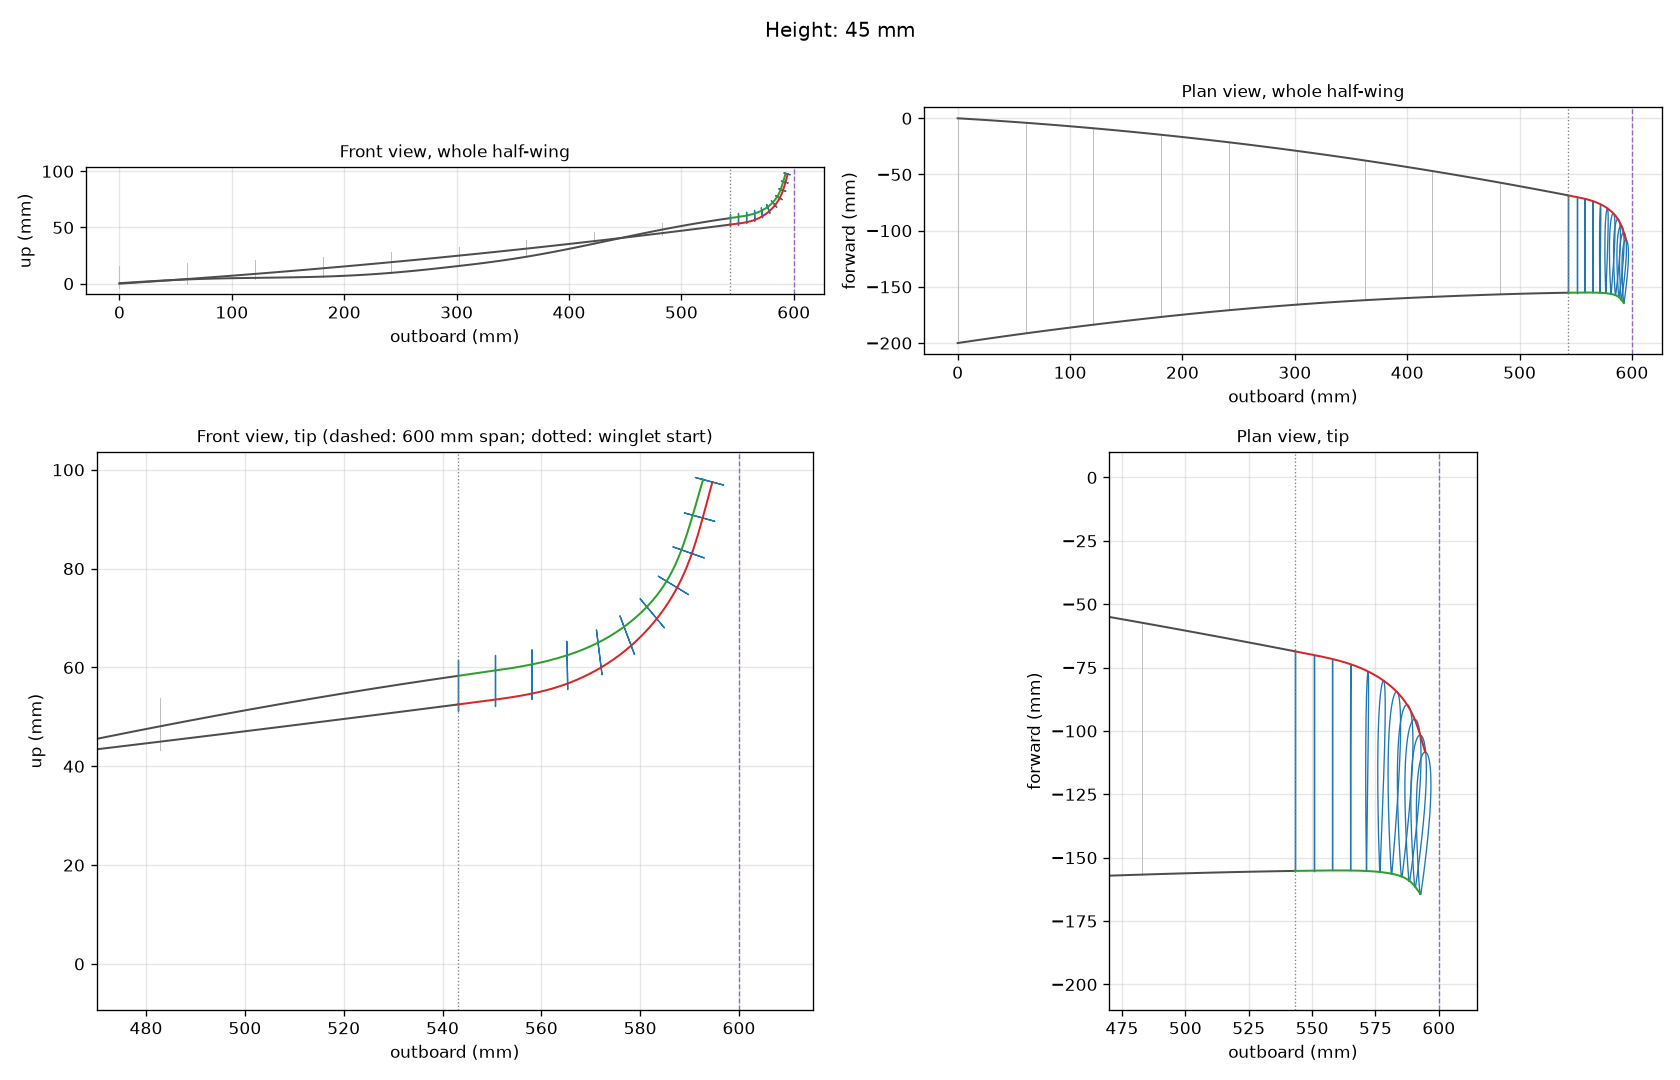 Height: 45 mm
Front view, whole half-wing
100
50
0
up (mm)
0 100 200 300 400 500 600
outboard (mm)
Plan view, whole half-wing
0
−50
−100
−150
−200
forward (mm)
0 100 200 300 400 500 600
outboard (mm)
Front view, tip (dashed: 600 mm span; dotted: winglet start)
100
80
60
40
20
0
up (mm)
480 500 520 540 560 580 600
outboard (mm)
Plan view, tip
0
−25
−50
−75
−100
−125
−150
−175
−200
forward (mm)
475 500 525 550 575 600
outboard (mm)